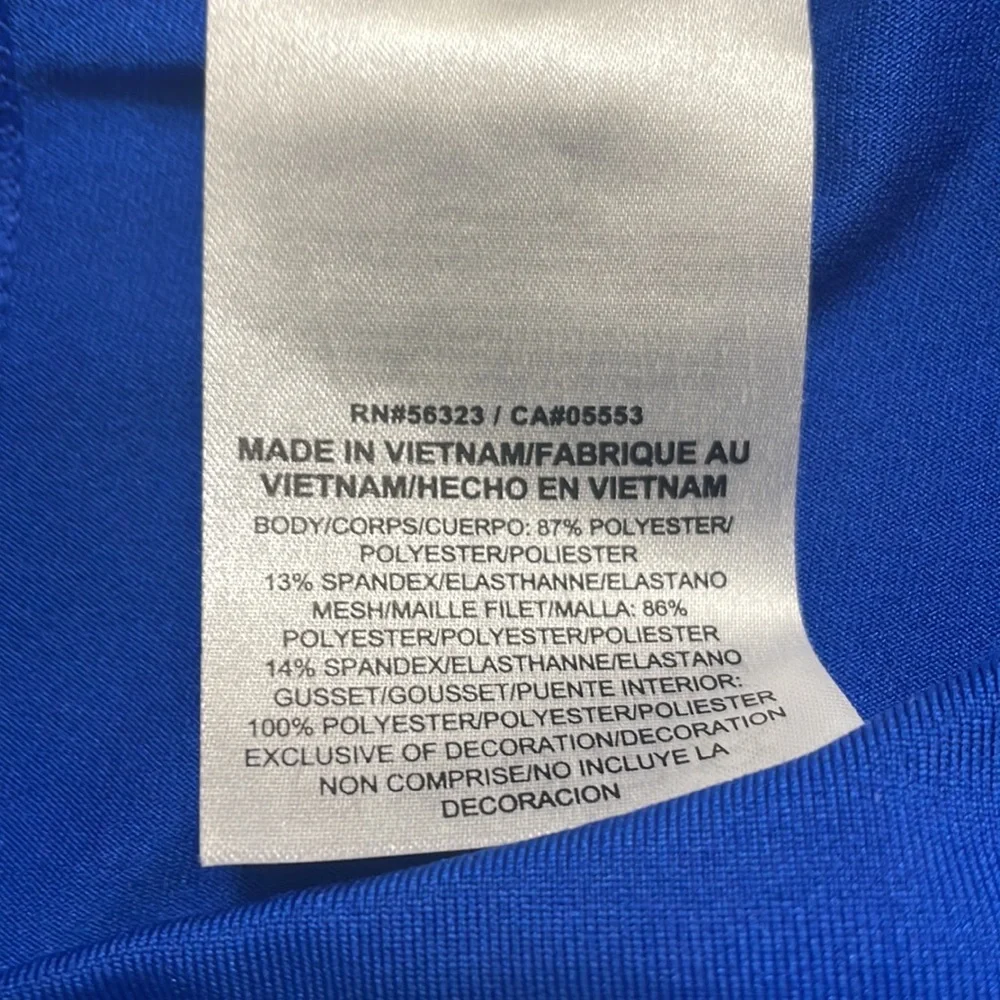 RN#56323 / CA#05553
MADE IN VIETNAM/FABRIQUE AU
VIETNAM/HECHO EN VIETNAM
BODY/CORPS/CUERPO: 87% POLYESTER/
POLYESTER/POLIESTER
13% SPANDEX/ELASTHANNE/ELASTANO
MESH/MAILLE FILET/MALLA: 86%
POLYESTER/POLYESTER/POLIESTER
14% SPANDEX/ELASTHANNE/ELASTANO
GUSSET/GOUSSET/PUENTE INTERIOR:
100% POLYESTER/POLYESTER/POLIESTER
EXCLUSIVE OF DECORATION/DECORATION
NON COMPRISE/NO INCLUYE LA
DECORACION